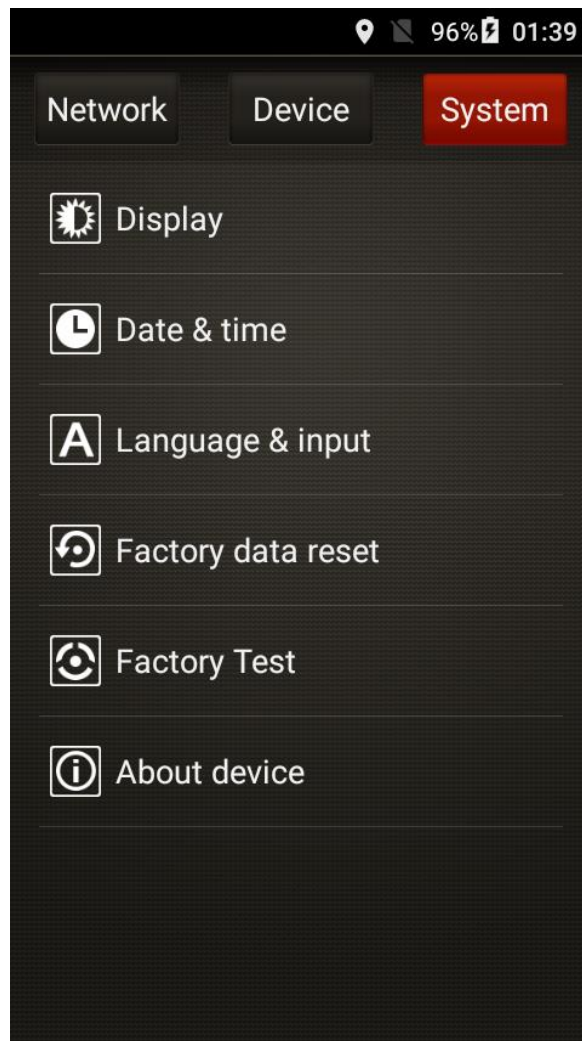 96% 01:39
Network Device System
Display
Date & time
Language & input
Factory data reset
Factory Test
About device